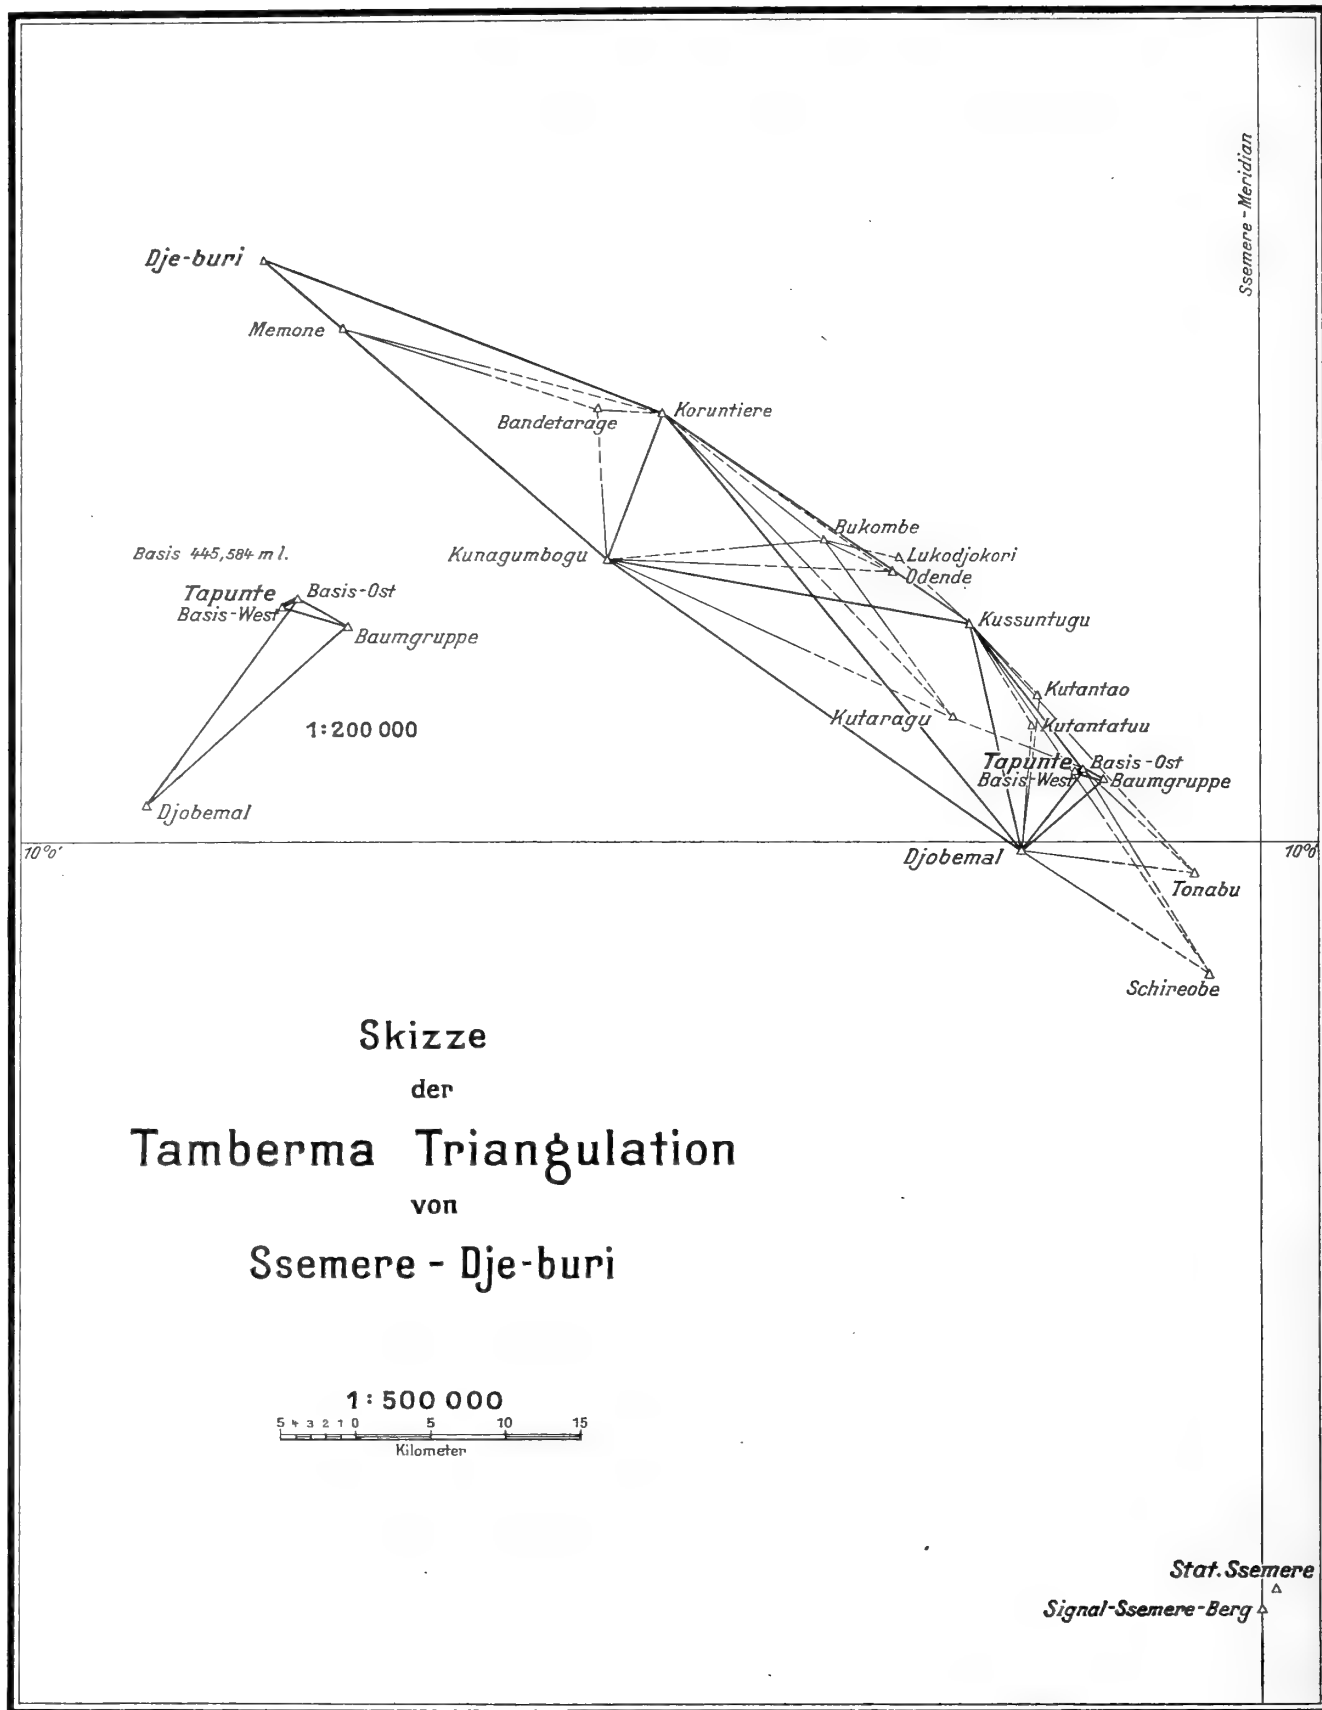 Ssemere-Meridian
Dje-buri
Memone
Koruntiere
Bandetarage
Bukombe
Basis 445,584 m l.
Kunagumbogu
Lukodjokori
Odende
Tapunte
Basis-Ost
Basis-West
Baumgruppe
Kussuntugu
Kutantao
Kutaragu
Kutantatuu
1:200 000
Tapunte
Basis-Ost
Basis-West
Baumgruppe
Djobemal
10°0'
10°0'
Djobemal
Tonabu
Schireobe
Skizze
der
Tamberma Triangulation
von
Ssemere - Dje-buri
1:500 000
5 4 3 2 1 0 5 10 15
Kilometer
Stat. Ssemere
Signal-Ssemere-Berg